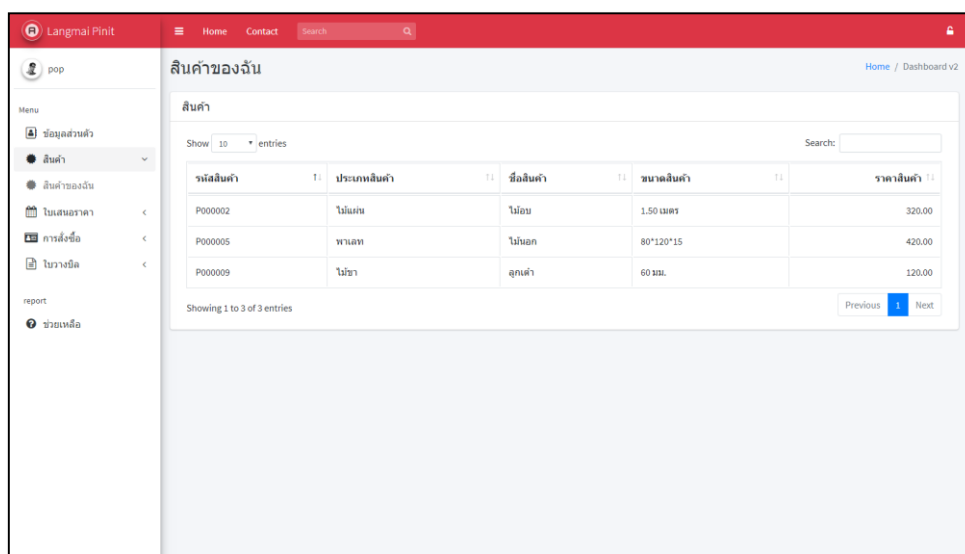 Langmai Pinit
Home Contact Search
pop
สินค้าของฉัน
Home / Dashboard v2
Menu
ข้อมูลส่วนตัว
สินค้า
สินค้าของฉัน
ใบเสนอราคา
การสั่งซื้อ
ใบวางบิล
report
ช่วยเหลือ
สินค้า
Show 10 entries
Search:
รหัสสินค้า ประเภทสินค้า ชื่อสินค้า ขนาดสินค้า ราคาสินค้า
P000002 ไม้แผ่น ไม้อบ 1.50 เมตร 320.00
P000005 พาเลท ไม้นอก 80*120*15 420.00
P000009 ไม้ขา ลูกเต๋า 60 มม. 120.00
Showing 1 to 3 of 3 entries
Previous 1 Next